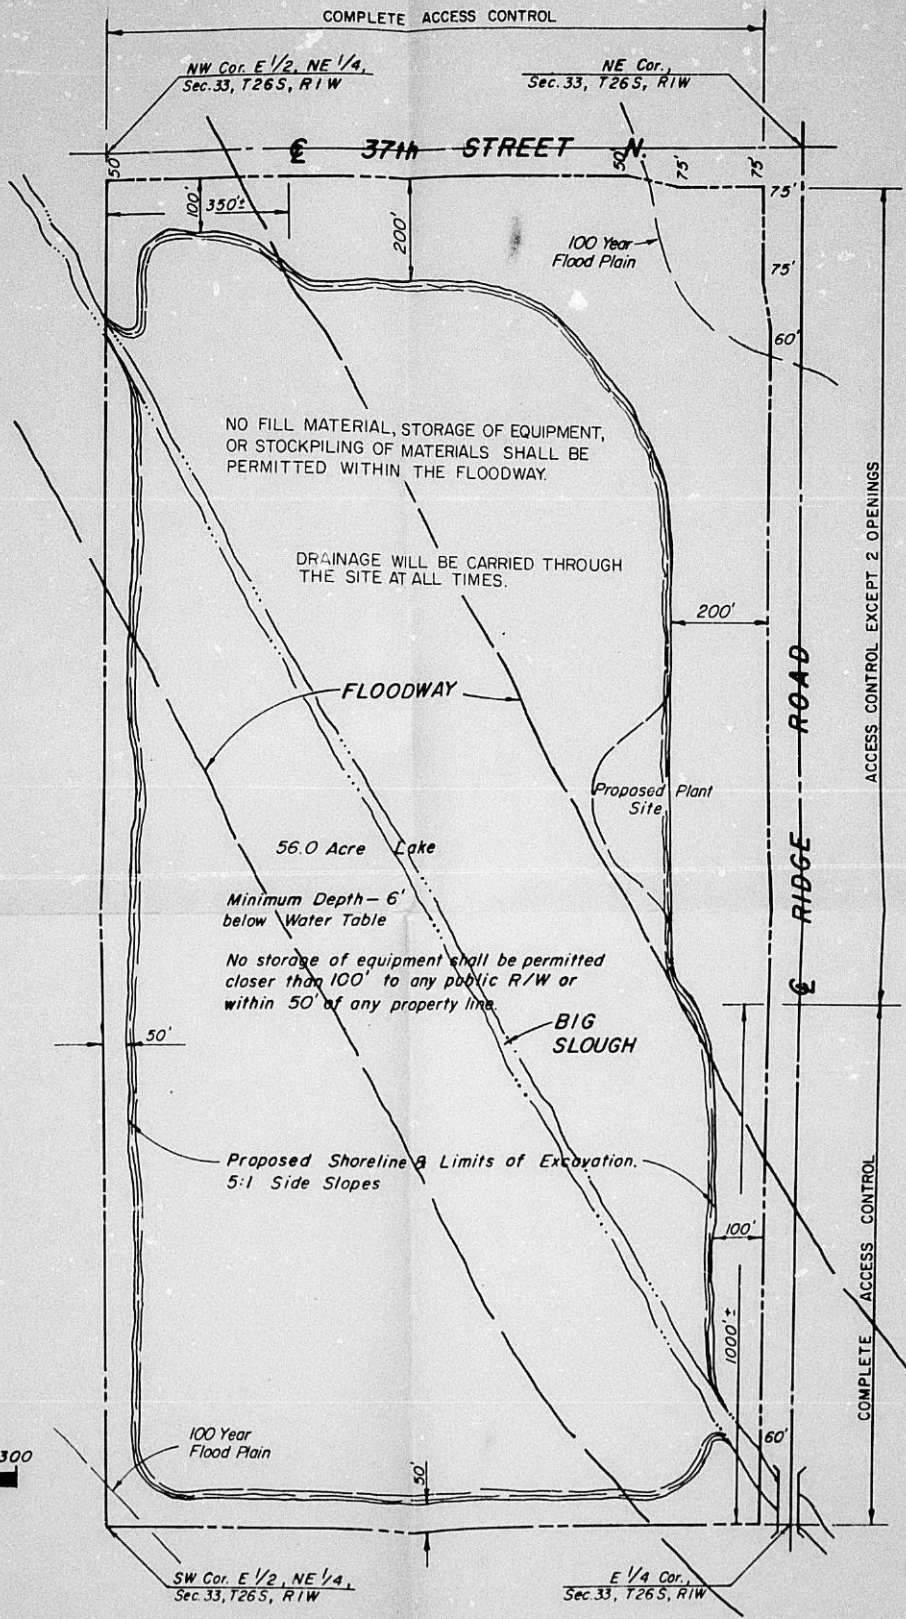 COMPLETE ACCESS CONTROL
NW Cor. E 1/2, NE 1/4,
Sec. 33, T26S, R1W
NE Cor.,
Sec. 33, T26S, R1W
℄ 37th STREET N.
50'
50'
75'
75'
75'
100'
350'±
200'
100 Year
Flood Plain
75'
60'
NO FILL MATERIAL, STORAGE OF EQUIPMENT,
OR STOCKPILING OF MATERIALS SHALL BE
PERMITTED WITHIN THE FLOODWAY.
DRAINAGE WILL BE CARRIED THROUGH
THE SITE AT ALL TIMES.
200'
FLOODWAY
ACCESS CONTROL EXCEPT 2 OPENINGS
℄ RIDGE ROAD
Proposed Plant
Site
56.0 Acre Lake
Minimum Depth – 6'
below Water Table
No storage of equipment shall be permitted
closer than 100' to any public R/W or
within 50' of any property line.
BIG
SLOUGH
50'
Proposed Shoreline & Limits of Excavation.
5:1 Side Slopes
100'
1000'±
COMPLETE ACCESS CONTROL
100 Year
Flood Plain
300
60'
50'
SW Cor. E 1/2, NE 1/4,
Sec. 33, T26S, R1W
E 1/4 Cor.,
Sec. 33, T26S, R1W